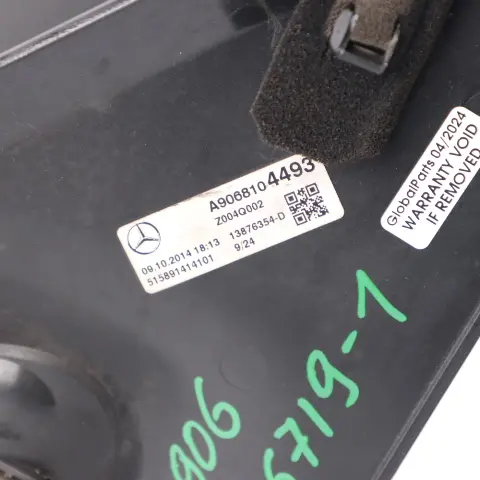 A9068104493
Z004Q002
09.10.2014 18:13 13876354-D
515891414101 9/24
GlobalParts 04/2024
WARRANTY VOID
IF REMOVED
906
6719-1